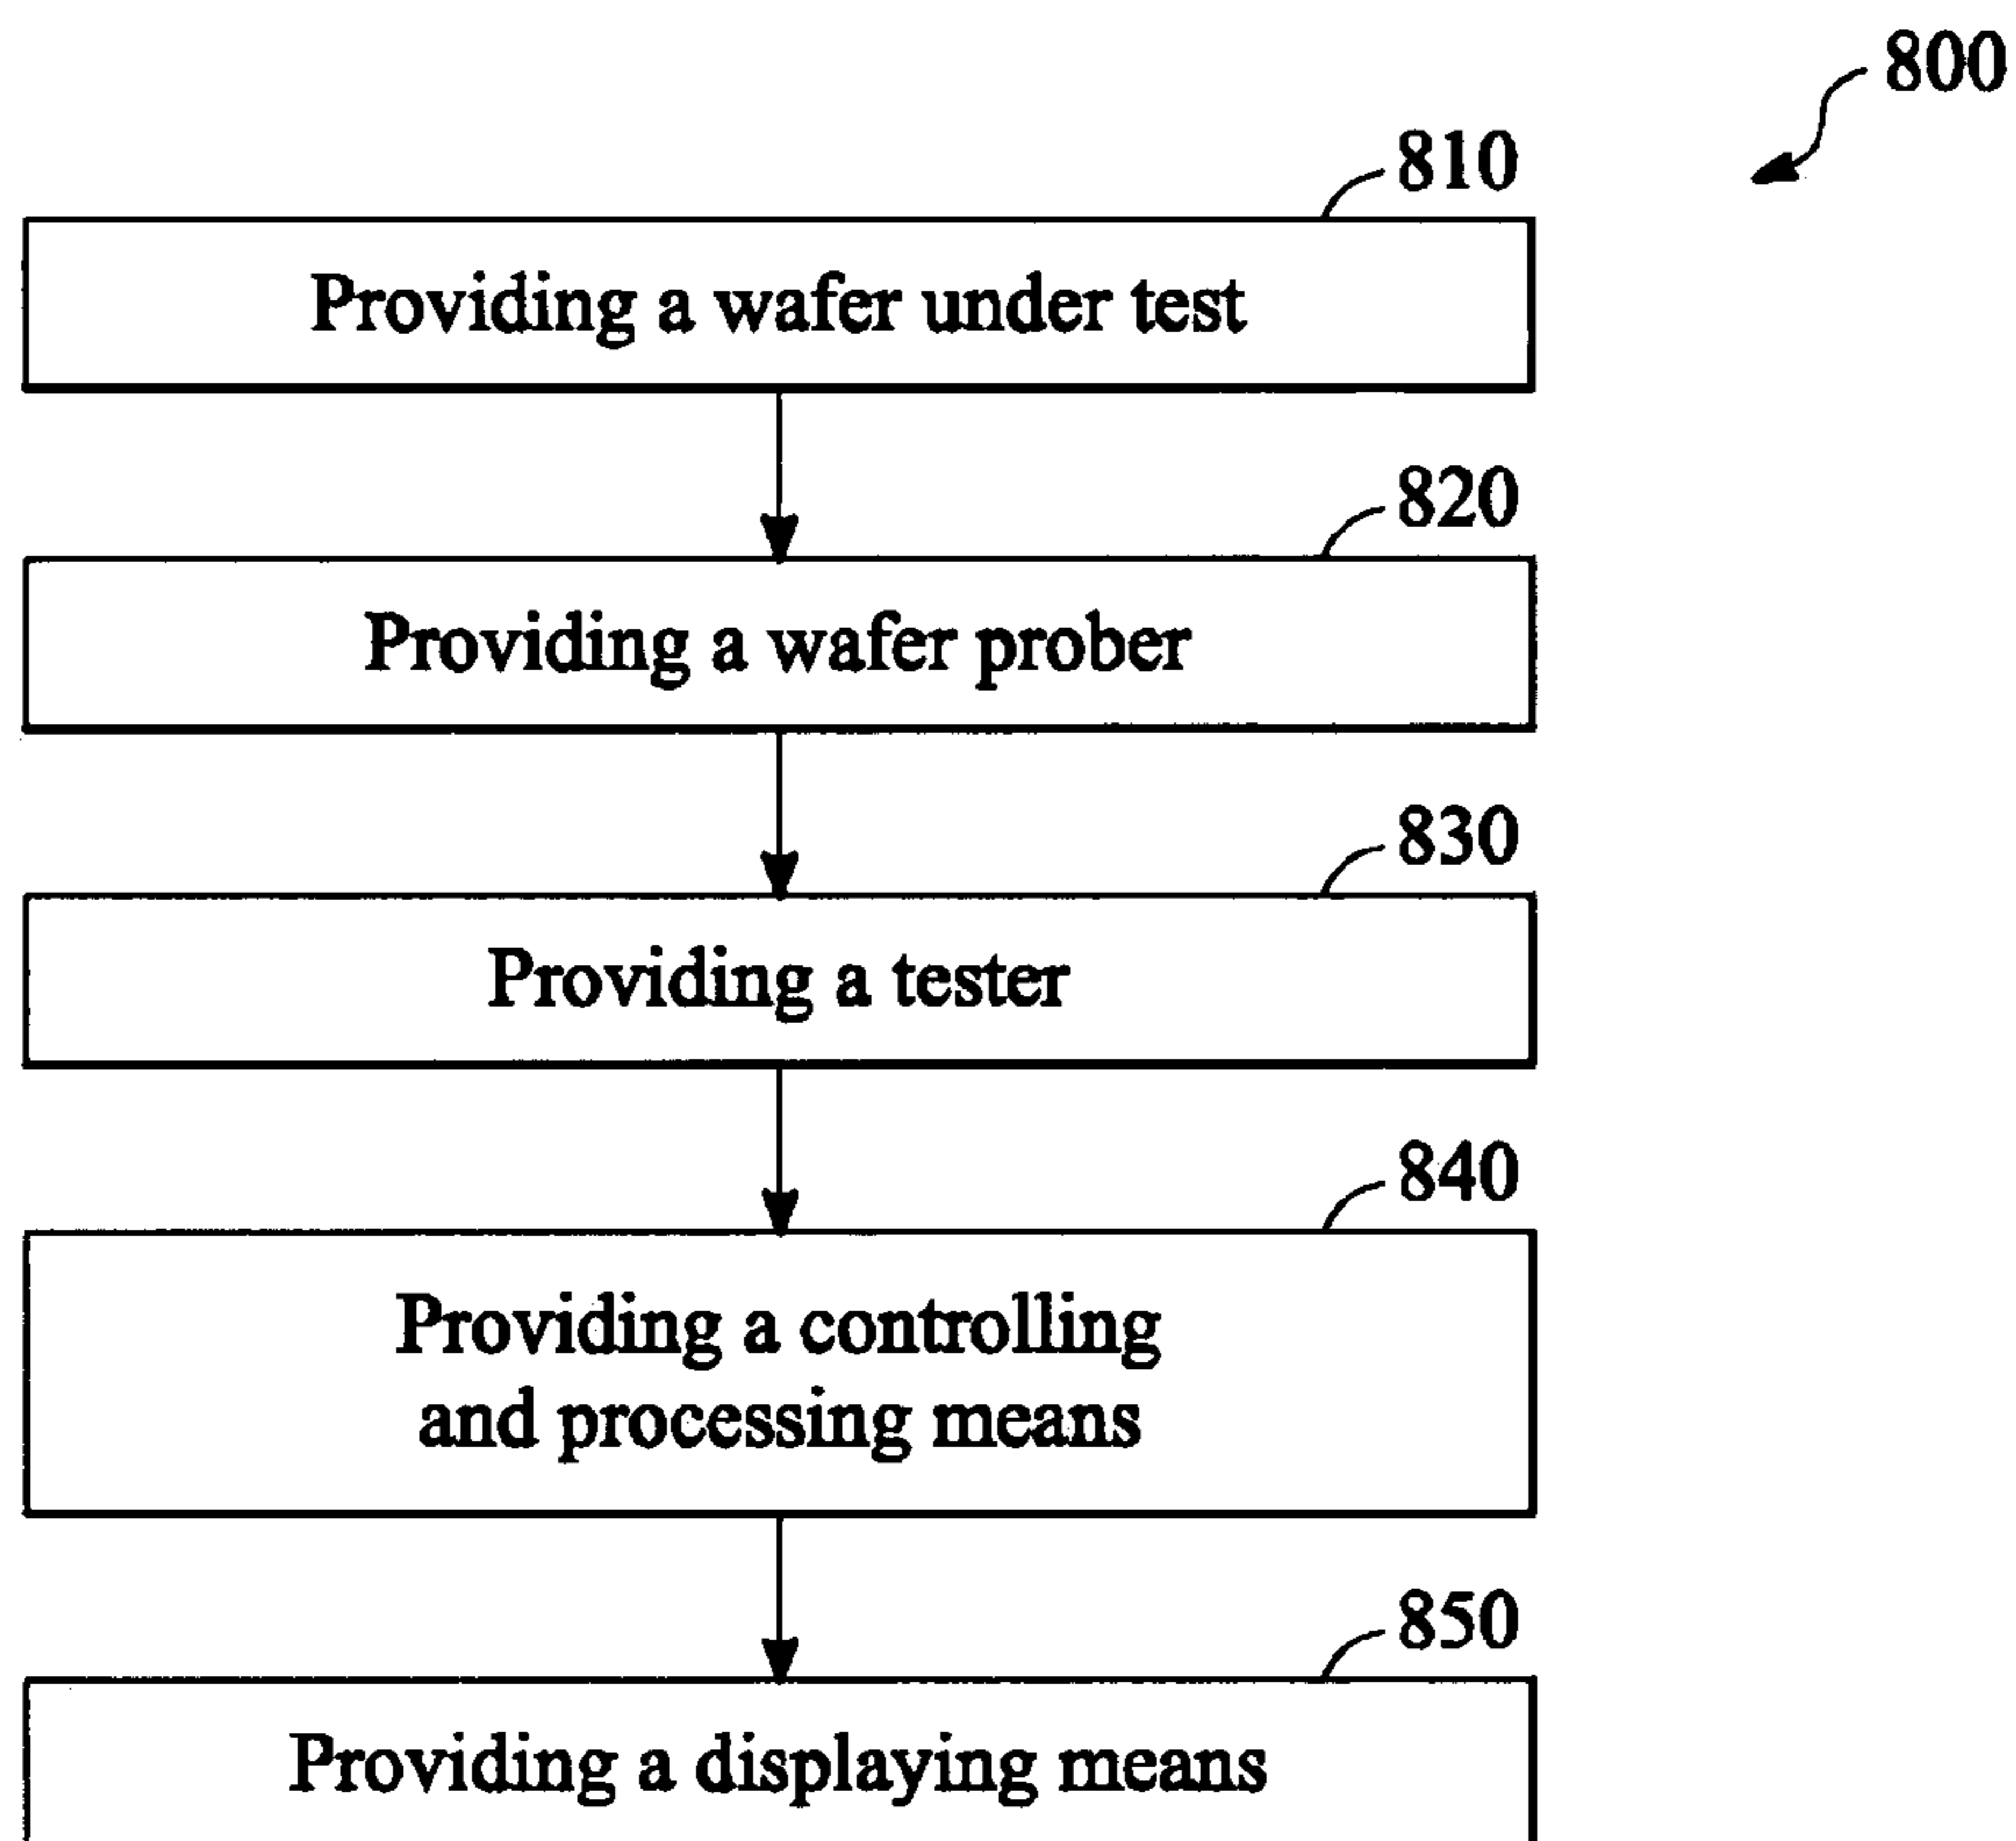 800
810
Providing a wafer under test
820
Providing a wafer prober
830
Providing a tester
840
Providing a controlling
and processing means
850
Providing a displaying means